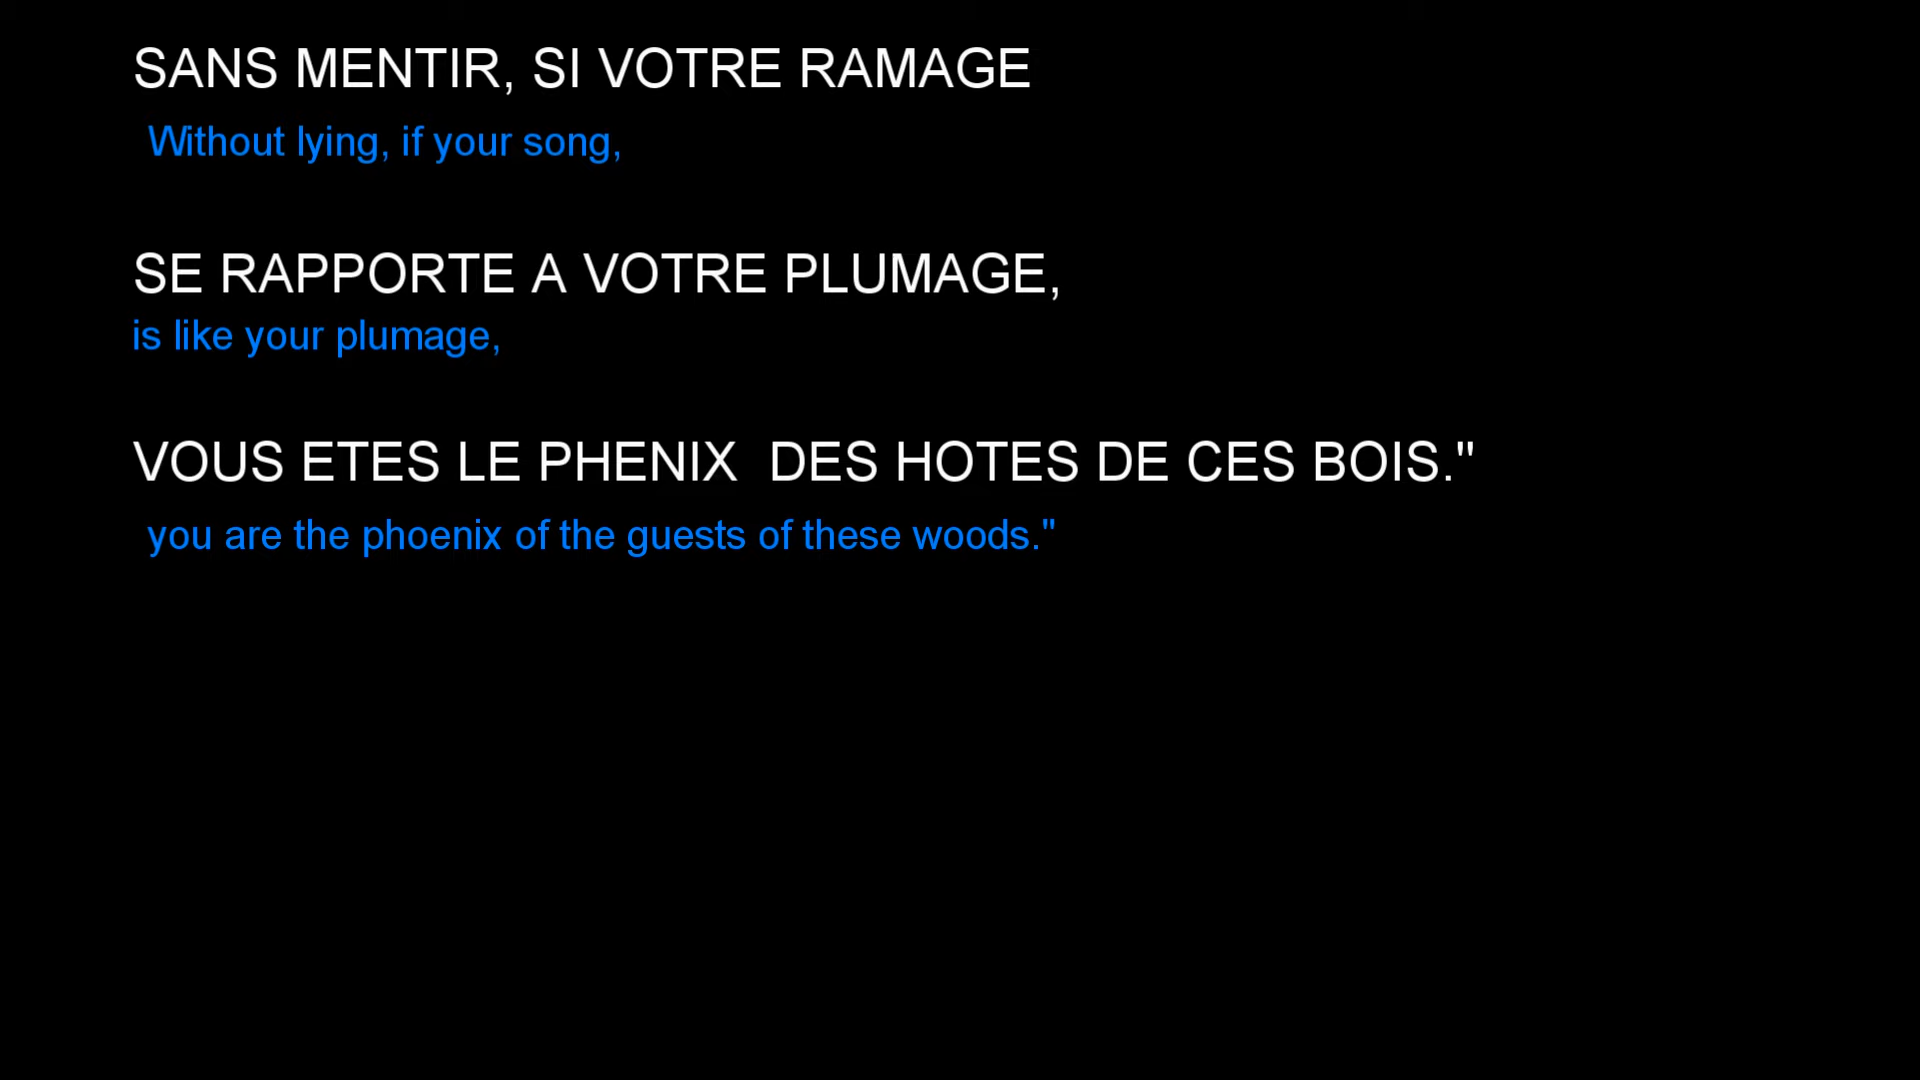 SANS MENTIR, SI VOTRE RAMAGE
Without lying, if your song,
SE RAPPORTE A VOTRE PLUMAGE,
is like your plumage,
VOUS ETES LE PHENIX  DES HOTES DE CES BOIS."
you are the phoenix of the guests of these woods."